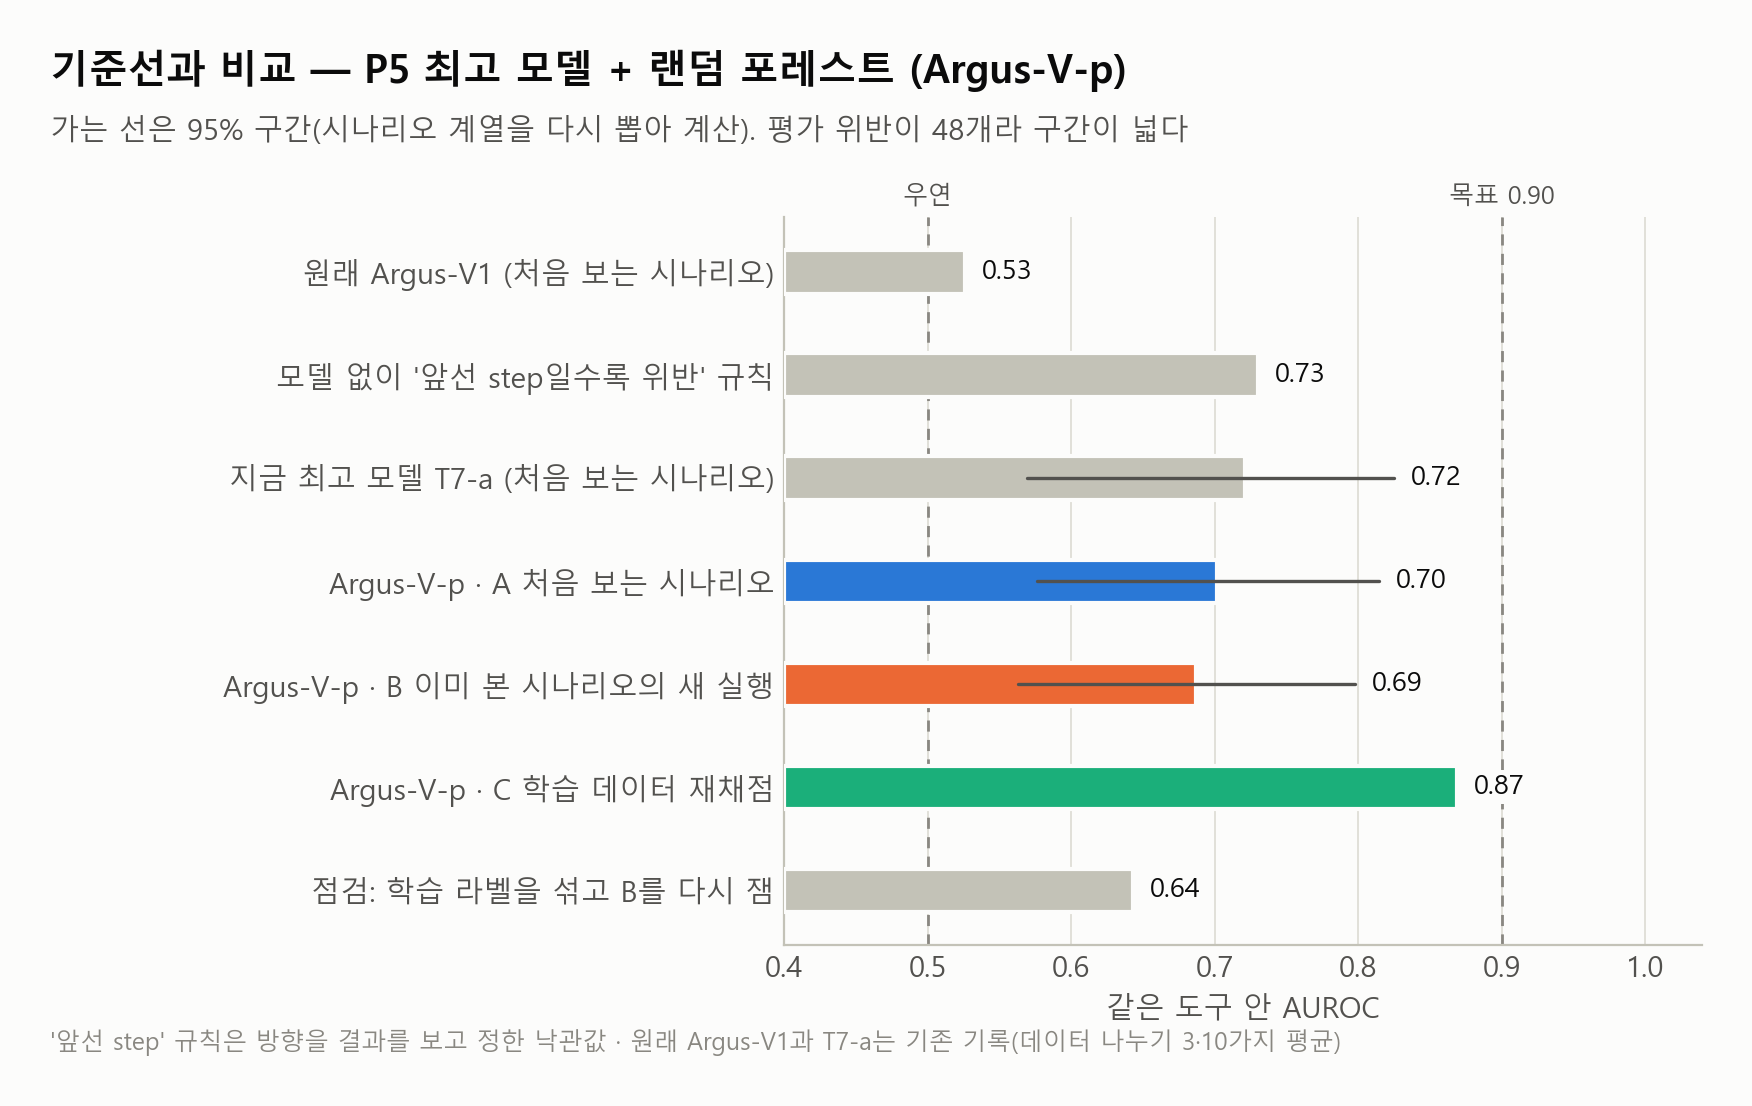 기준선과 비교 — P5 최고 모델 + 랜덤 포레스트 (Argus-V-p)
가는 선은 95% 구간(시나리오 계열을 다시 뽑아 계산). 평가 위반이 48개라 구간이 넓다
우연
목표 0.90
원래 Argus-V1 (처음 보는 시나리오)
0.53
모델 없이 '앞선 step일수록 위반' 규칙
0.73
지금 최고 모델 T7-a (처음 보는 시나리오)
0.72
Argus-V-p · A 처음 보는 시나리오
0.70
Argus-V-p · B 이미 본 시나리오의 새 실행
0.69
Argus-V-p · C 학습 데이터 재채점
0.87
점검: 학습 라벨을 섞고 B를 다시 잼
0.64
0.4 0.5 0.6 0.7 0.8 0.9 1.0
같은 도구 안 AUROC
'앞선 step' 규칙은 방향을 결과를 보고 정한 낙관값 · 원래 Argus-V1과 T7-a는 기존 기록(데이터 나누기 3·10가지 평균)